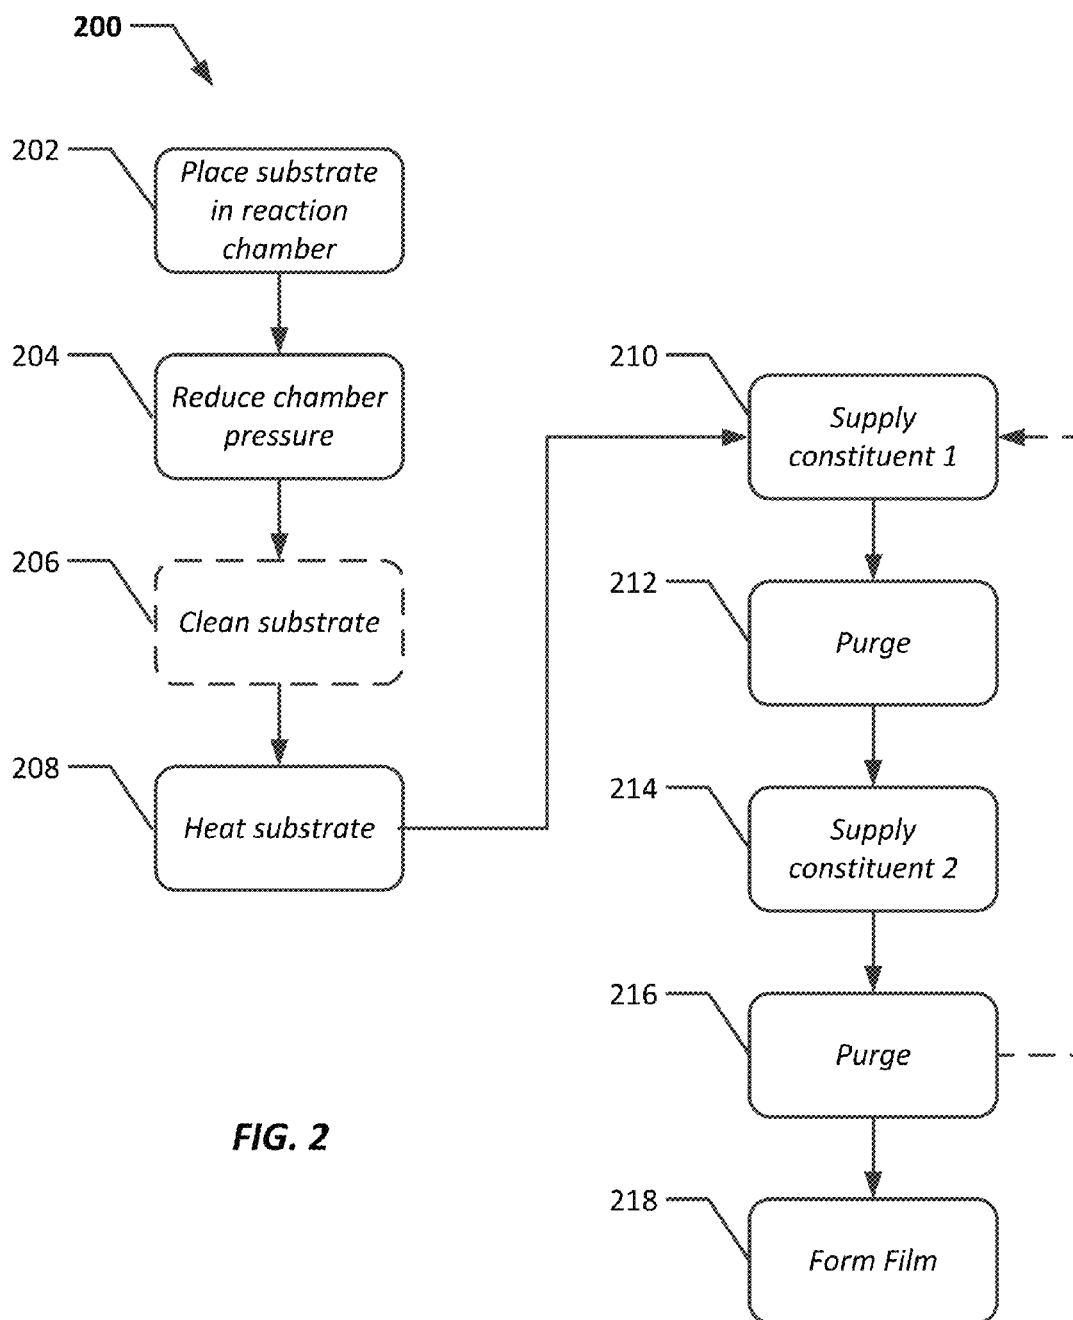 200
202
Place substrate
in reaction
chamber
204
Reduce chamber
pressure
206
Clean substrate
208
Heat substrate
210
Supply
constituent 1
212
Purge
214
Supply
constituent 2
216
Purge
218
Form Film
FIG. 2